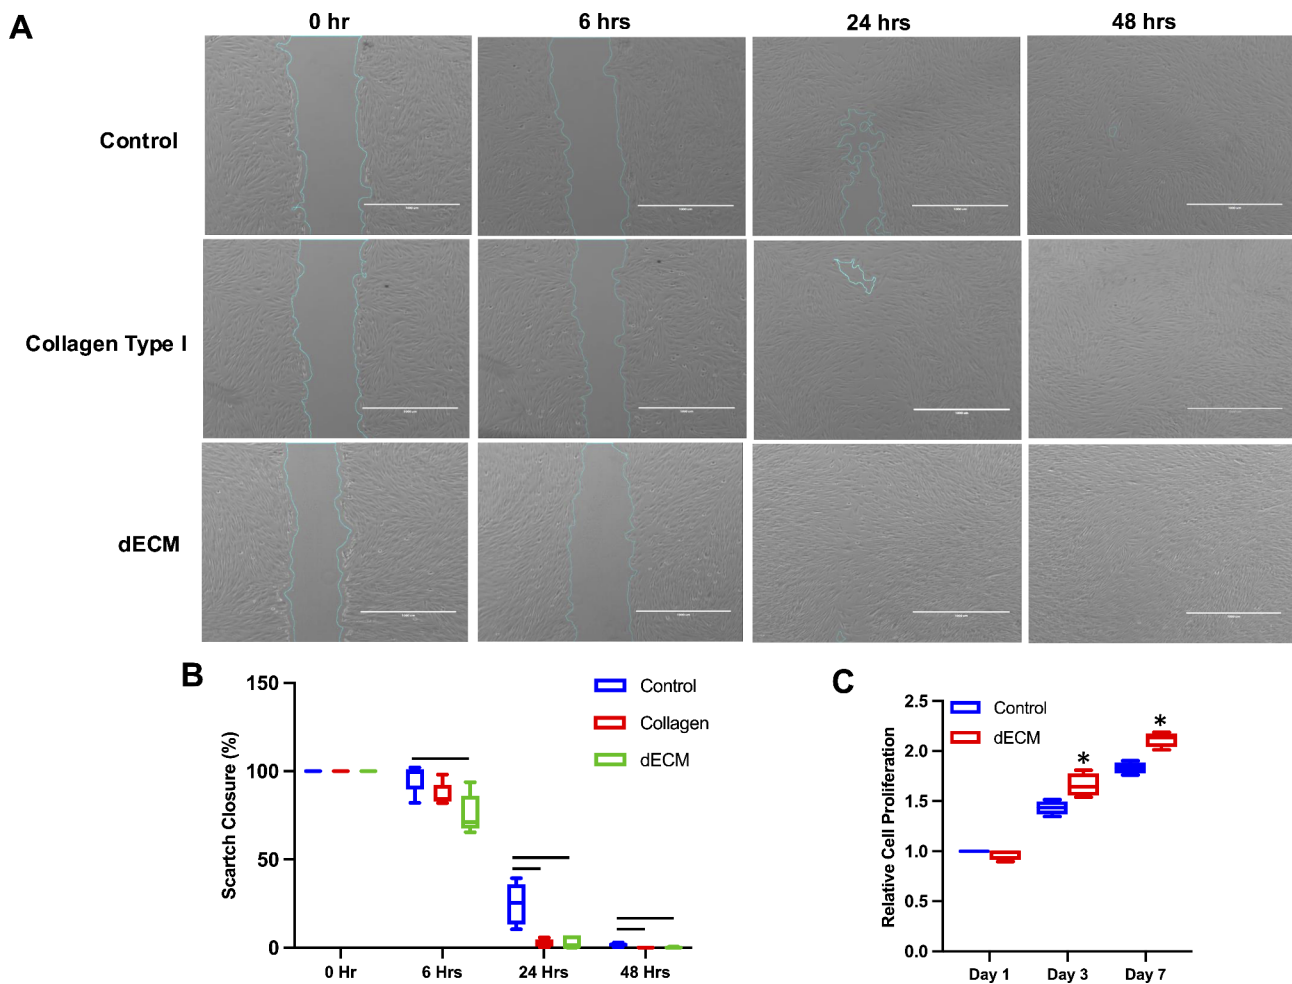 A
0 hr
6 hrs
24 hrs
48 hrs
Control
Collagen Type I
dECM
B
Scartch Closure (%)
150
100
50
0
0 Hr
6 Hrs
24 Hrs
48 Hrs
Control
Collagen
dECM
C
Relative Cell Proliferation
2.5
2.0
1.5
1.0
0.5
0.0
Day 1
Day 3
Day 7
Control
dECM
*
*